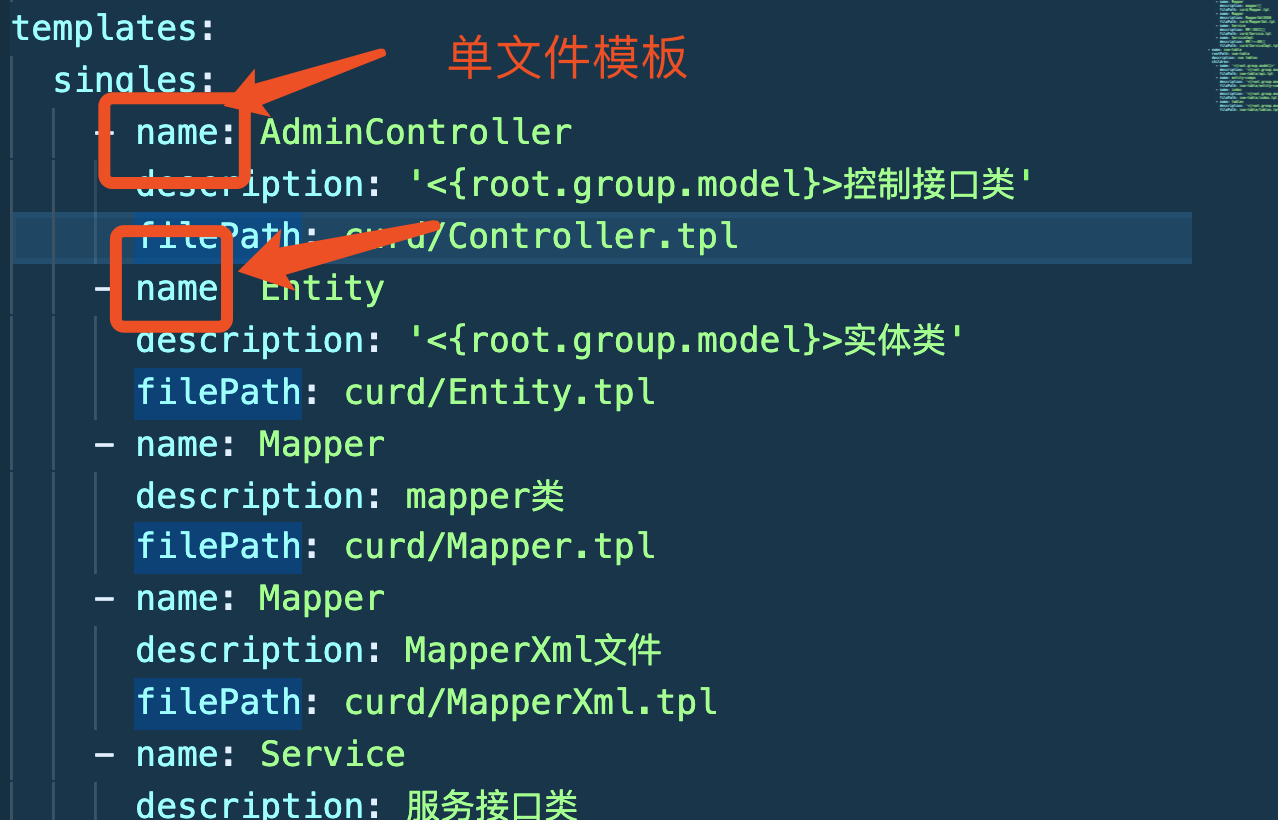 templates:
单文件模板
singles:
- name: AdminController
description: '<{root.group.model}>控制接口类'
filePath: curd/Controller.tpl
- name: Entity
description: '<{root.group.model}>实体类'
filePath: curd/Entity.tpl
- name: Mapper
description: mapper类
filePath: curd/Mapper.tpl
- name: Mapper
description: MapperXml文件
filePath: curd/MapperXml.tpl
- name: Service
description: 服务接口类